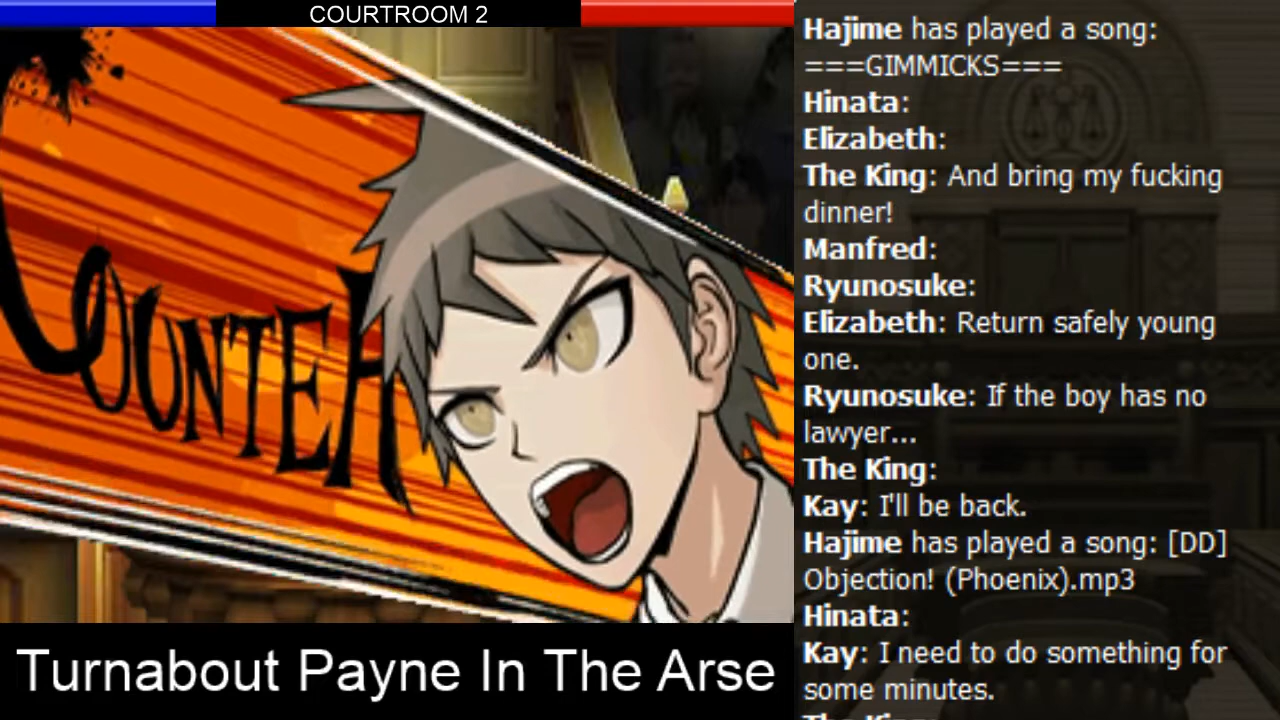 COURTROOM 2
COUNTER
Turnabout Payne In The Arse
Hajime has played a song:
===GIMMICKS===
Hinata:
Elizabeth:
The King: And bring my fucking
dinner!
Manfred:
Ryunosuke:
Elizabeth: Return safely young
one.
Ryunosuke: If the boy has no
lawyer...
The King:
Kay: I'll be back.
Hajime has played a song: [DD]
Objection! (Phoenix).mp3
Hinata:
Kay: I need to do something for
some minutes.
The King: